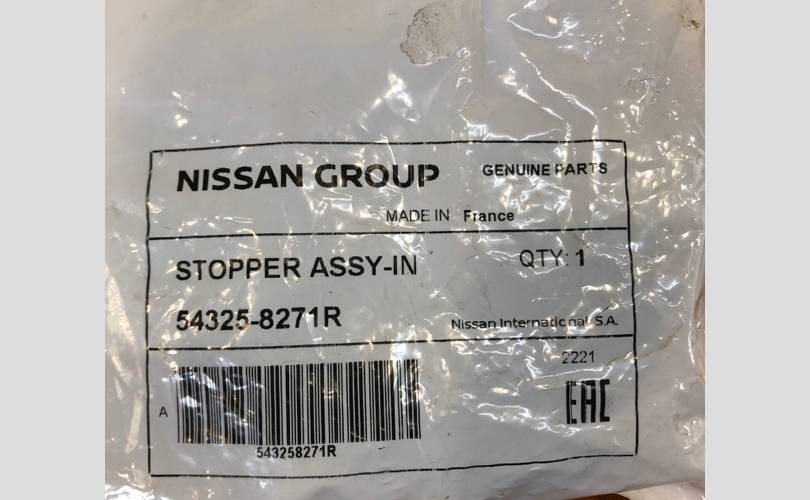 NISSAN GROUP GENUINE PARTS
MADE IN France
STOPPER ASSY-IN QTY: 1
54325-8271R Nissan International S.A.
2221
A EAC
543258271R